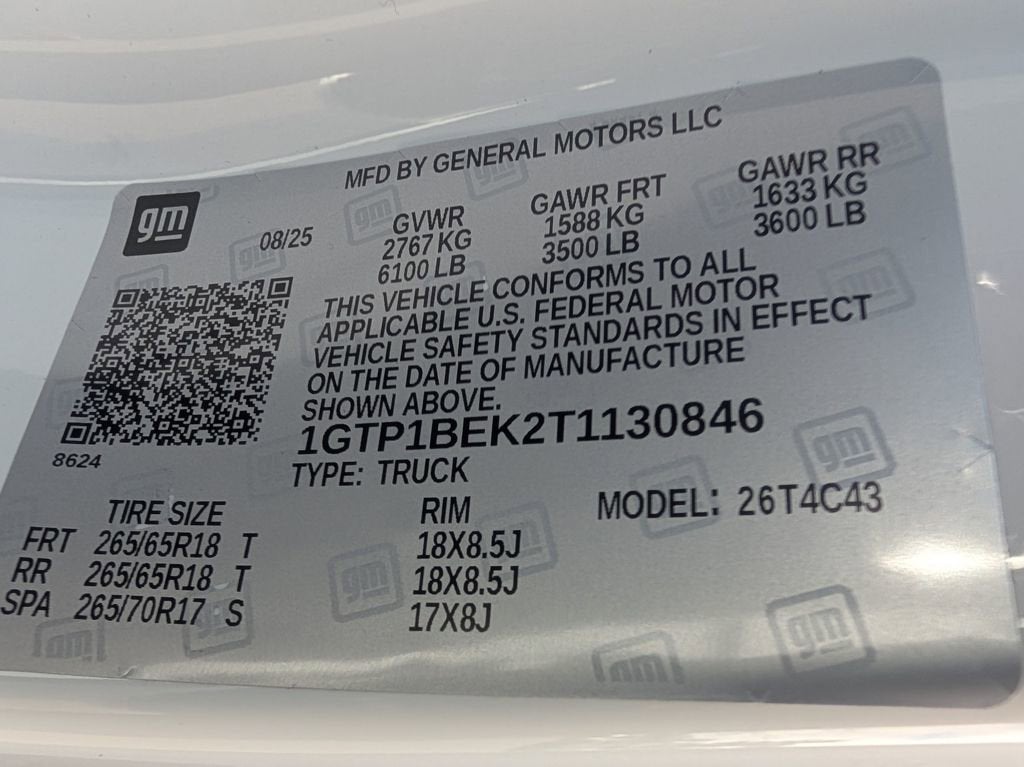 MFD BY GENERAL MOTORS LLC
gm
08/25
GVWR GAWR FRT GAWR RR
2767 KG 1588 KG 1633 KG
6100 LB 3500 LB 3600 LB
THIS VEHICLE CONFORMS TO ALL
APPLICABLE U.S. FEDERAL MOTOR
VEHICLE SAFETY STANDARDS IN EFFECT
ON THE DATE OF MANUFACTURE
SHOWN ABOVE.
1GTP1BEK2T1130846
8624
TYPE: TRUCK
MODEL: 26T4C43
TIRE SIZE RIM
FRT 265/65R18 T 18X8.5J
RR 265/65R18 T 18X8.5J
SPA 265/70R17 S 17X8J